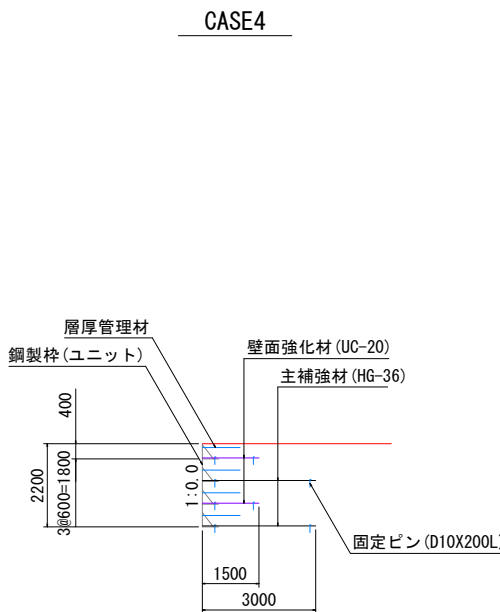 CASE4
層厚管理材
鋼製枠(ユニット)
壁面強化材(UC-20)
主補強材(HG-36)
400
2200
3@600=1800
1:0.0
固定ピン(D10X200L)
1500
3000